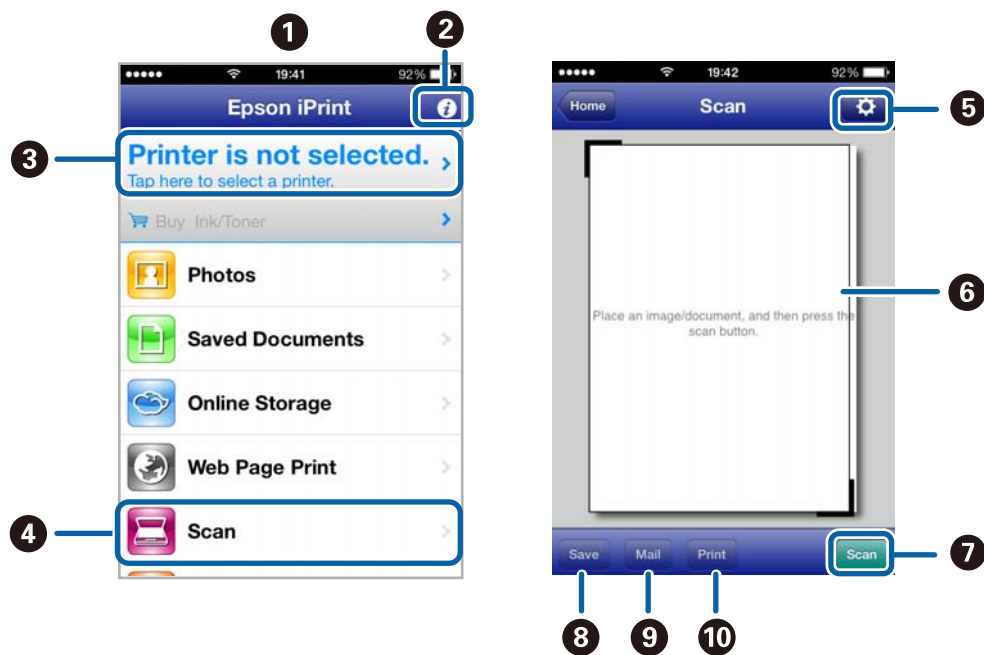 1
2
19:41
92%
Epson iPrint
i
3
Printer is not selected.
Tap here to select a printer.
Buy Ink/Toner
Photos
Saved Documents
Online Storage
Web Page Print
4
Scan
19:42
92%
Home
Scan
5
6
Place an image/document, and then press the
scan button.
Save
Mail
Print
Scan
7
8
9
10